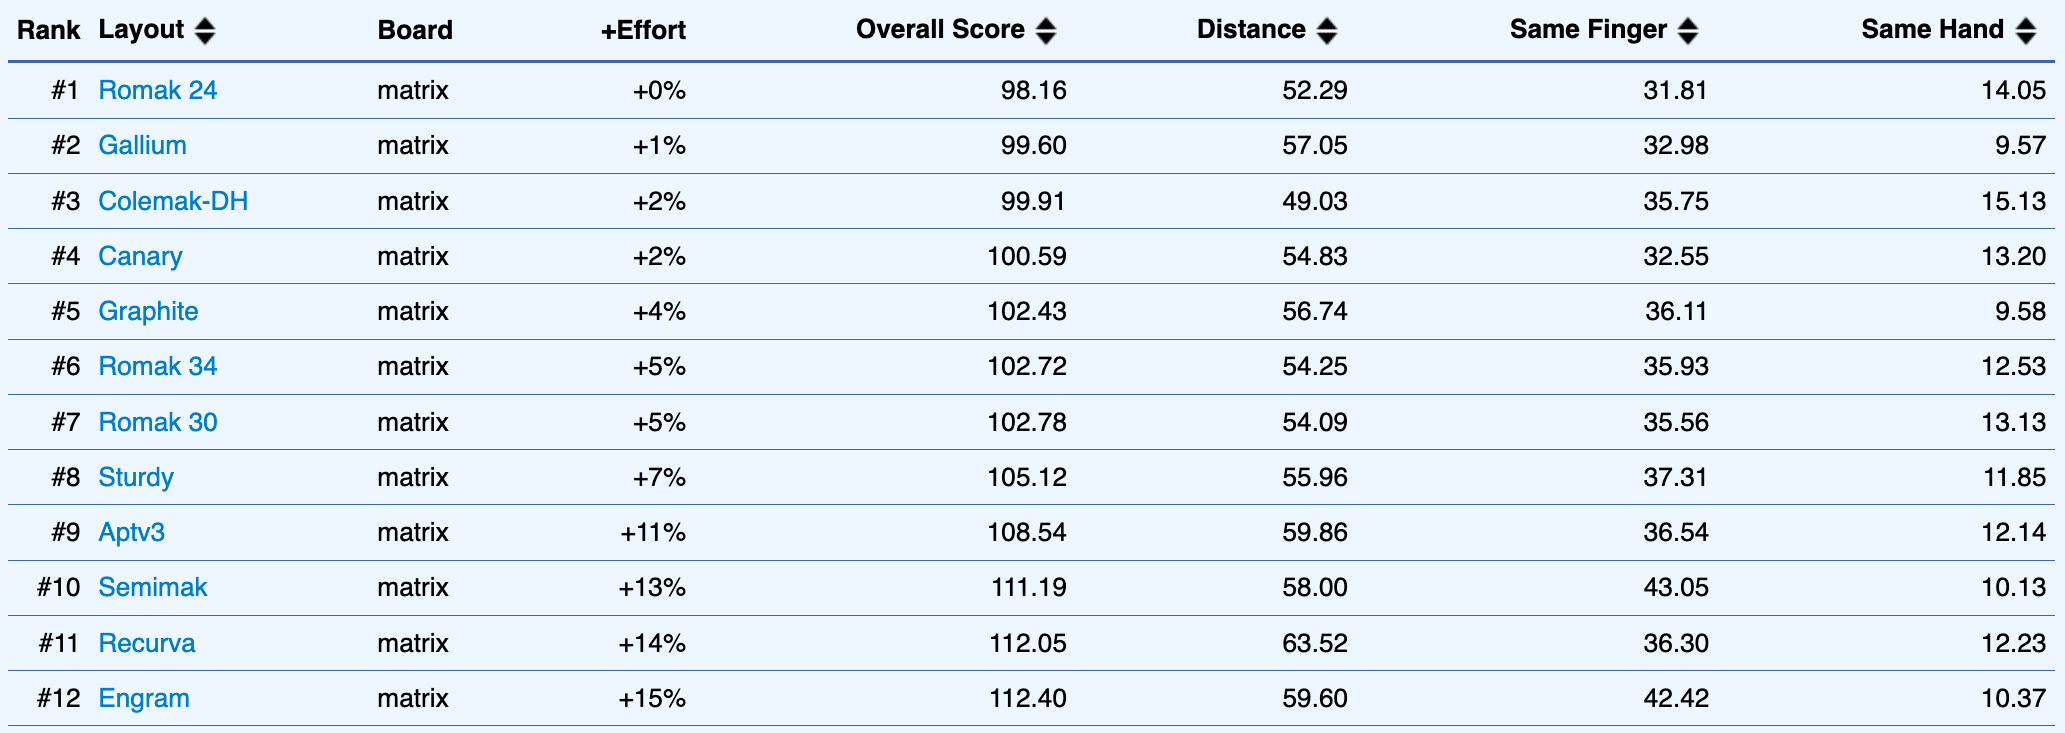 Rank Layout Board +Effort Overall Score Distance Same Finger Same Hand
#1 Romak 24 matrix +0% 98.16 52.29 31.81 14.05
#2 Gallium matrix +1% 99.60 57.05 32.98 9.57
#3 Colemak-DH matrix +2% 99.91 49.03 35.75 15.13
#4 Canary matrix +2% 100.59 54.83 32.55 13.20
#5 Graphite matrix +4% 102.43 56.74 36.11 9.58
#6 Romak 34 matrix +5% 102.72 54.25 35.93 12.53
#7 Romak 30 matrix +5% 102.78 54.09 35.56 13.13
#8 Sturdy matrix +7% 105.12 55.96 37.31 11.85
#9 Aptv3 matrix +11% 108.54 59.86 36.54 12.14
#10 Semimak matrix +13% 111.19 58.00 43.05 10.13
#11 Recurva matrix +14% 112.05 63.52 36.30 12.23
#12 Engram matrix +15% 112.40 59.60 42.42 10.37